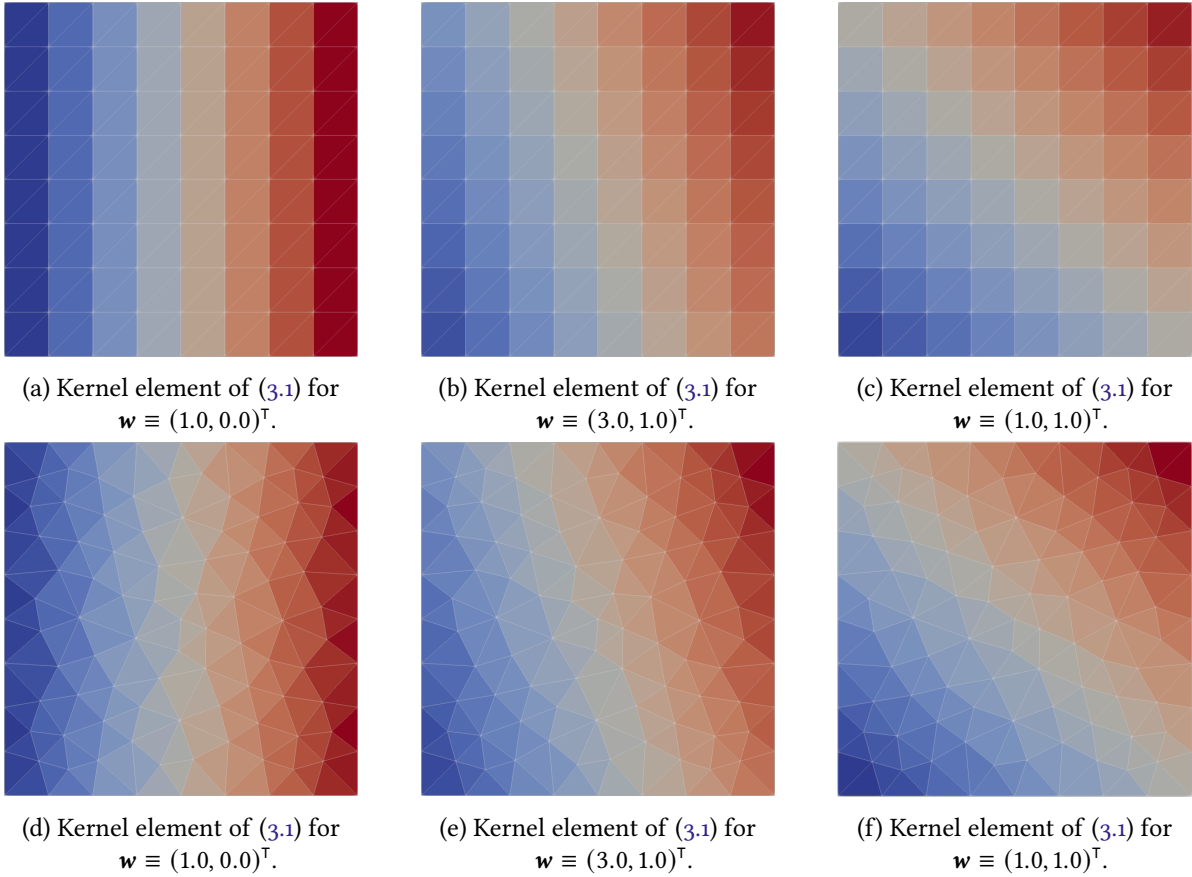 (a) Kernel element of (3.1) for
𝒘 ≡ (1.0, 0.0)ᵀ.
(b) Kernel element of (3.1) for
𝒘 ≡ (3.0, 1.0)ᵀ.
(c) Kernel element of (3.1) for
𝒘 ≡ (1.0, 1.0)ᵀ.
(d) Kernel element of (3.1) for
𝒘 ≡ (1.0, 0.0)ᵀ.
(e) Kernel element of (3.1) for
𝒘 ≡ (3.0, 1.0)ᵀ.
(f) Kernel element of (3.1) for
𝒘 ≡ (1.0, 1.0)ᵀ.